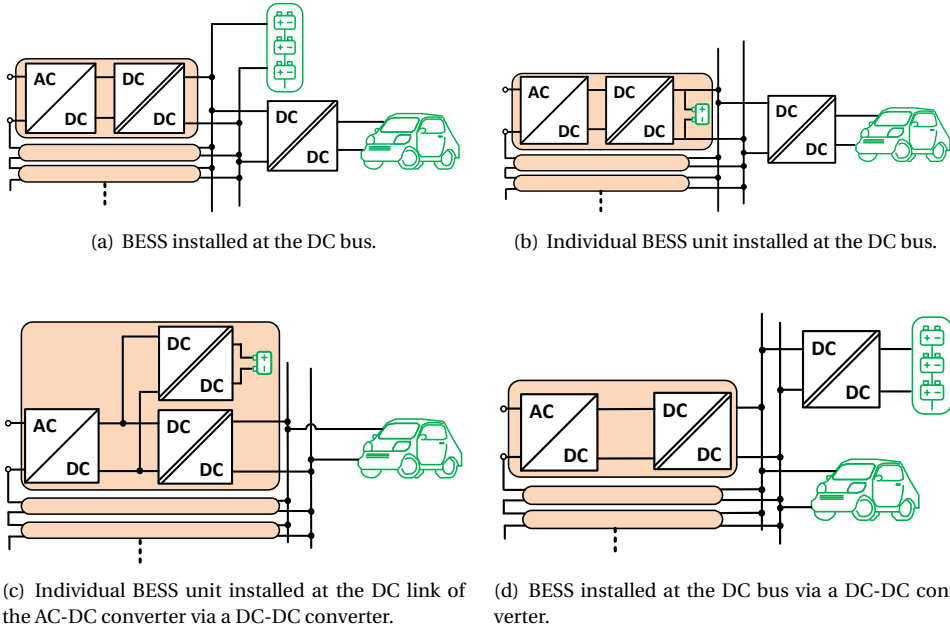 AC
DC
DC
DC
DC
DC
(a) BESS installed at the DC bus.
AC
DC
DC
DC
DC
DC
(b) Individual BESS unit installed at the DC bus.
DC
DC
AC
DC
DC
DC
(c) Individual BESS unit installed at the DC link of
the AC-DC converter via a DC-DC converter.
DC
DC
AC
DC
DC
DC
(d) BESS installed at the DC bus via a DC-DC con
verter.